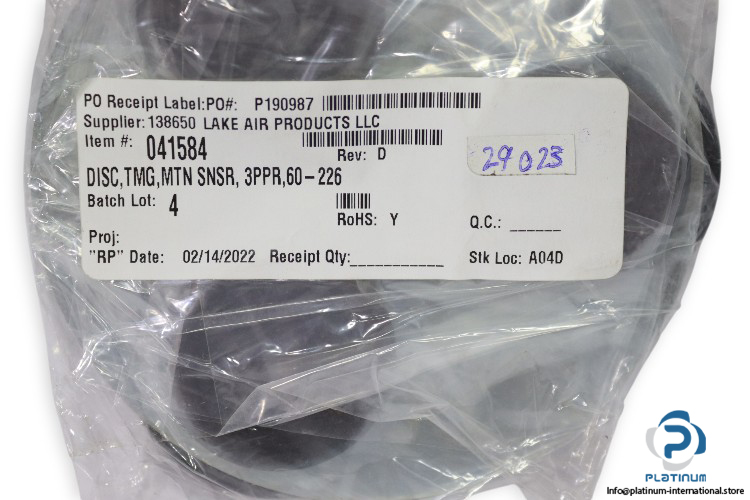 PO Receipt Label:PO#: P190987
Supplier:138650 LAKE AIR PRODUCTS LLC
Item #: 041584 Rev: D
29023
DISC,TMG,MTN SNSR, 3PPR,60-226
Batch Lot: 4
RoHS: Y Q.C.: ______
Proj:
"RP" Date: 02/14/2022 Receipt Qty:___________ Stk Loc: A04D
PLATINUM
Info@platinum-international.store